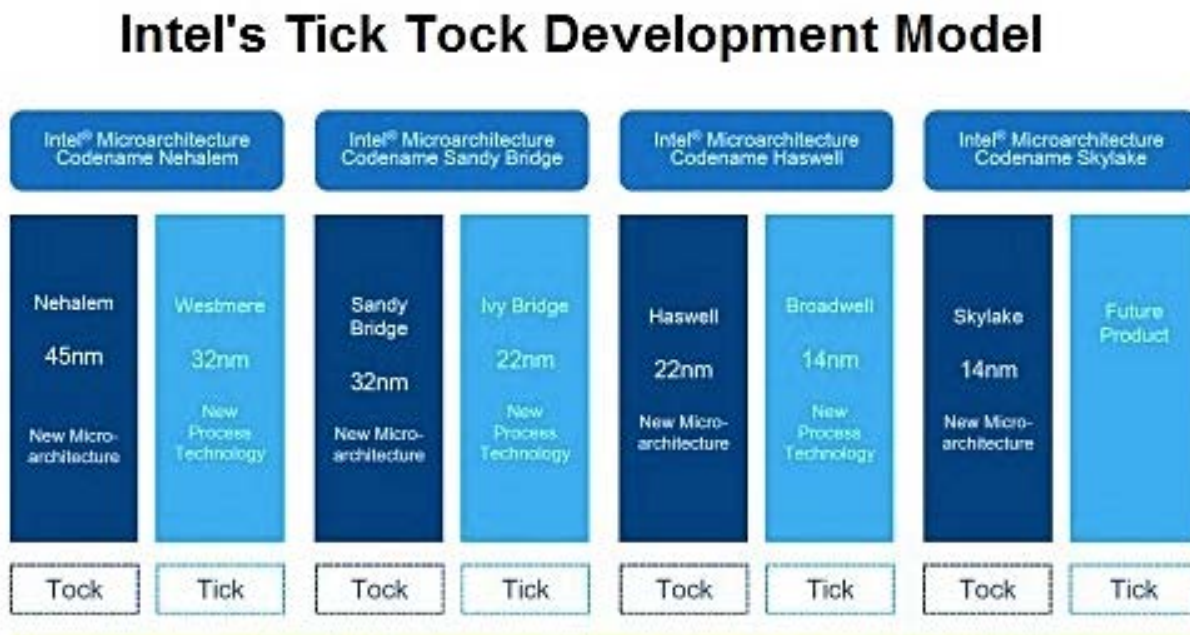 Intel's Tick Tock Development Model
Intel® Microarchitecture
Codename Nehalem
Intel® Microarchitecture
Codename Sandy Bridge
Intel® Microarchitecture
Codename Haswell
Intel® Microarchitecture
Codename Skylake
Nehalem
45nm
New Micro-
architecture
Westmere
32nm
New
Process
Technology
Sandy
Bridge
32nm
New Micro-
architecture
Ivy Bridge
22nm
New
Process
Technology
Haswell
22nm
New Micro-
architecture
Broadwell
14nm
New
Process
Technology
Skylake
14nm
New Micro-
architecture
Future
Product
Tock
Tick
Tock
Tick
Tock
Tick
Tock
Tick